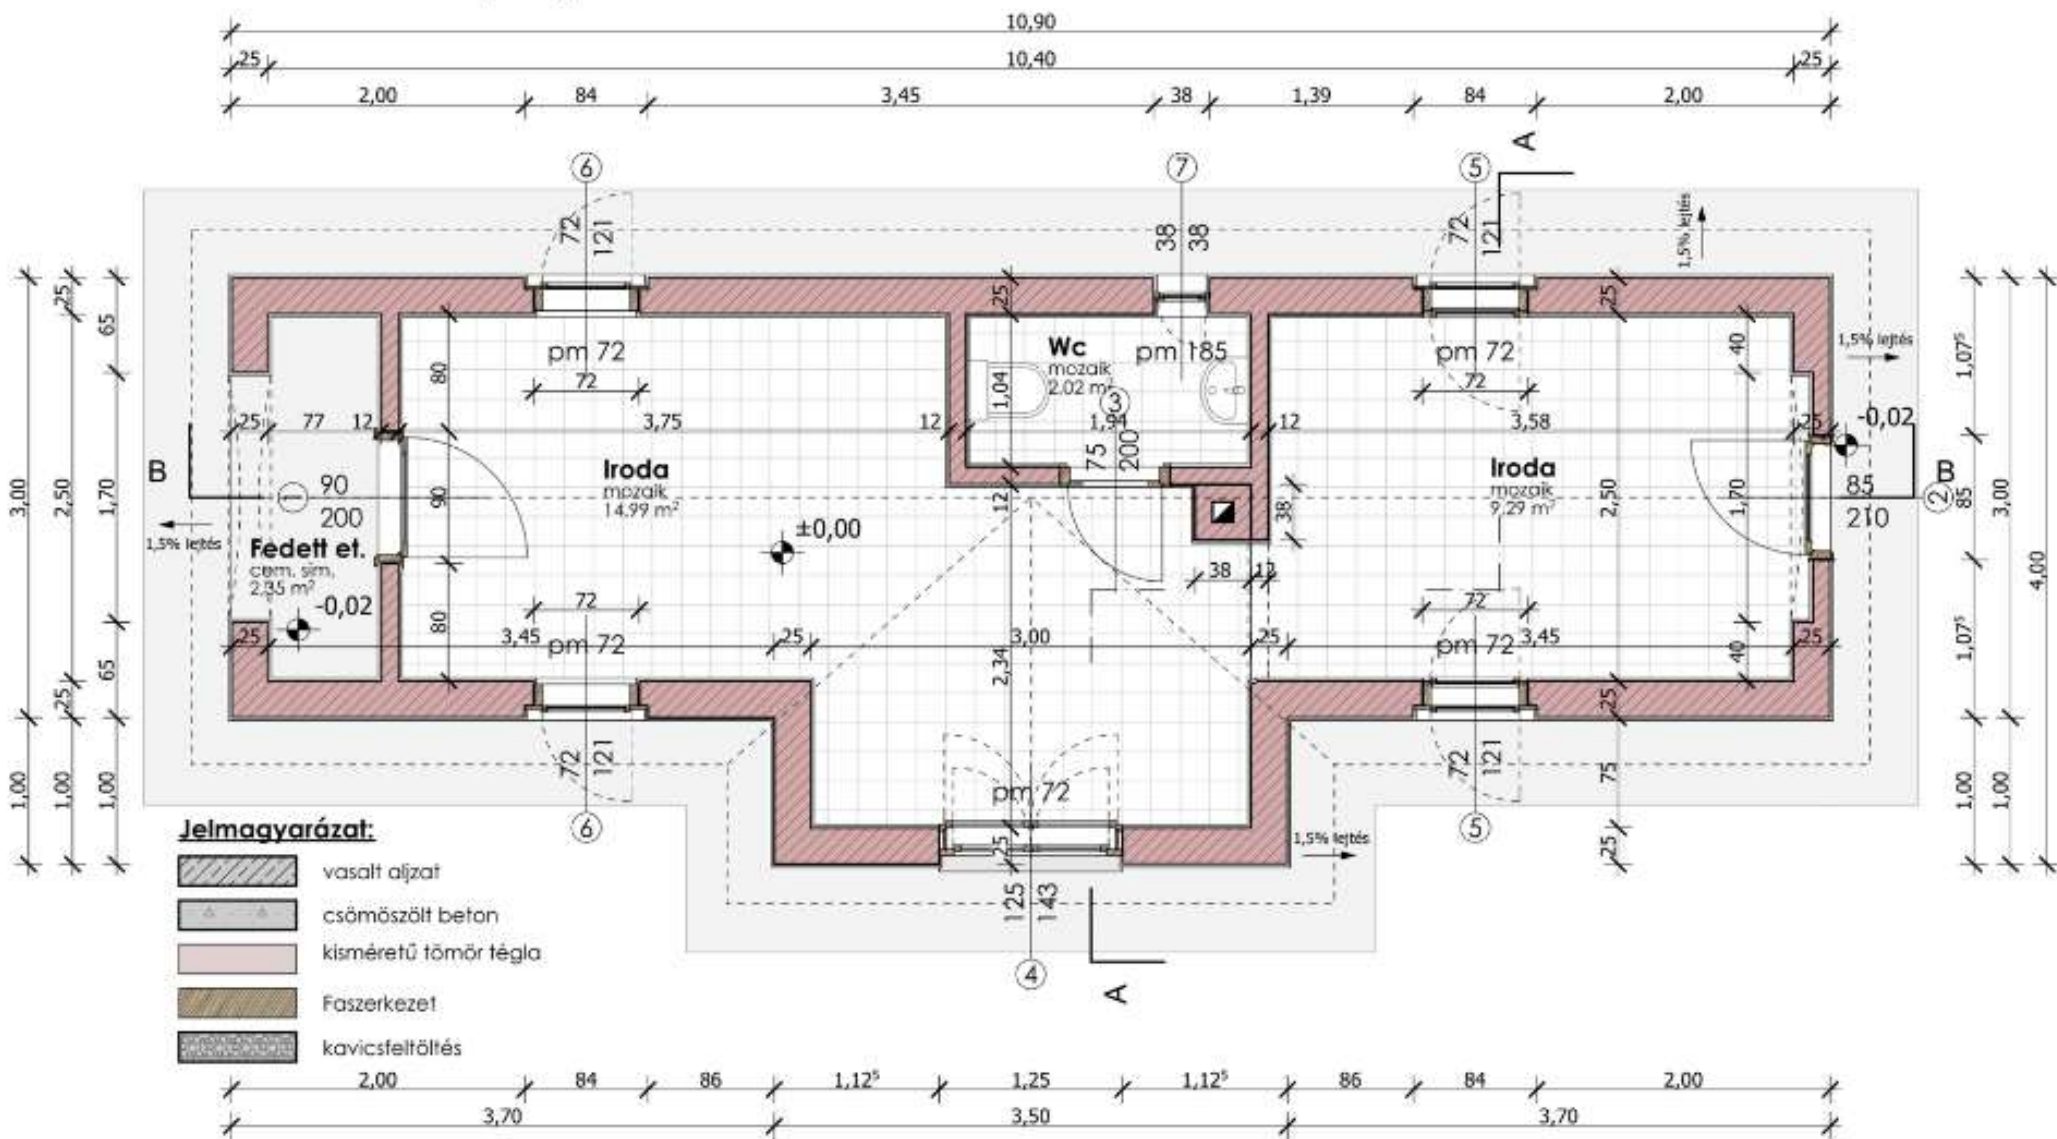 10,90
25 10,40 25
2,00 84 3,45 38 1,39 84 2,00
A
6 7 5
72 121 38 38 72 121 1,5% lejtés
25 25 25
65 pm 72 Wc pm 185 pm 72 40 1,5% lejtés 1,07⁵
mozaik
2.02 m²
80 72 1,04 3 72
25 77 12 3,75 12 1,94 12 3,58 25 -0,02
B 75 200 B
Iroda Iroda
mozaik mozaik
14.99 m² 9.29 m²
3,00 2,50 1,70 1 90 200 90 12 38 2,50 1,70 85 210 2 85 3,00 4,00
1,5% lejtés
±0,00
Fedett et.
cem. sim.
2.35 m²
-0,02
38 12
72 72
80
25 3,45 25 3,00 25 3,45 25
pm 72 2,34 pm 72 40 1,07⁵
65
25 25
72 121 72 121 75
1,00 1,00 1,00 pm 72 1,00 1,00
6 5
25 1,5% lejtés 25
125 143
4 A
Jelmagyarázat:
vasalt aljzat
csömöszölt beton
kisméretű tömör tégla
Faszerkezet
kavicsfeltöltés
2,00 84 86 1,12⁵ 1,25 1,12⁵ 86 84 2,00
3,70 3,50 3,70